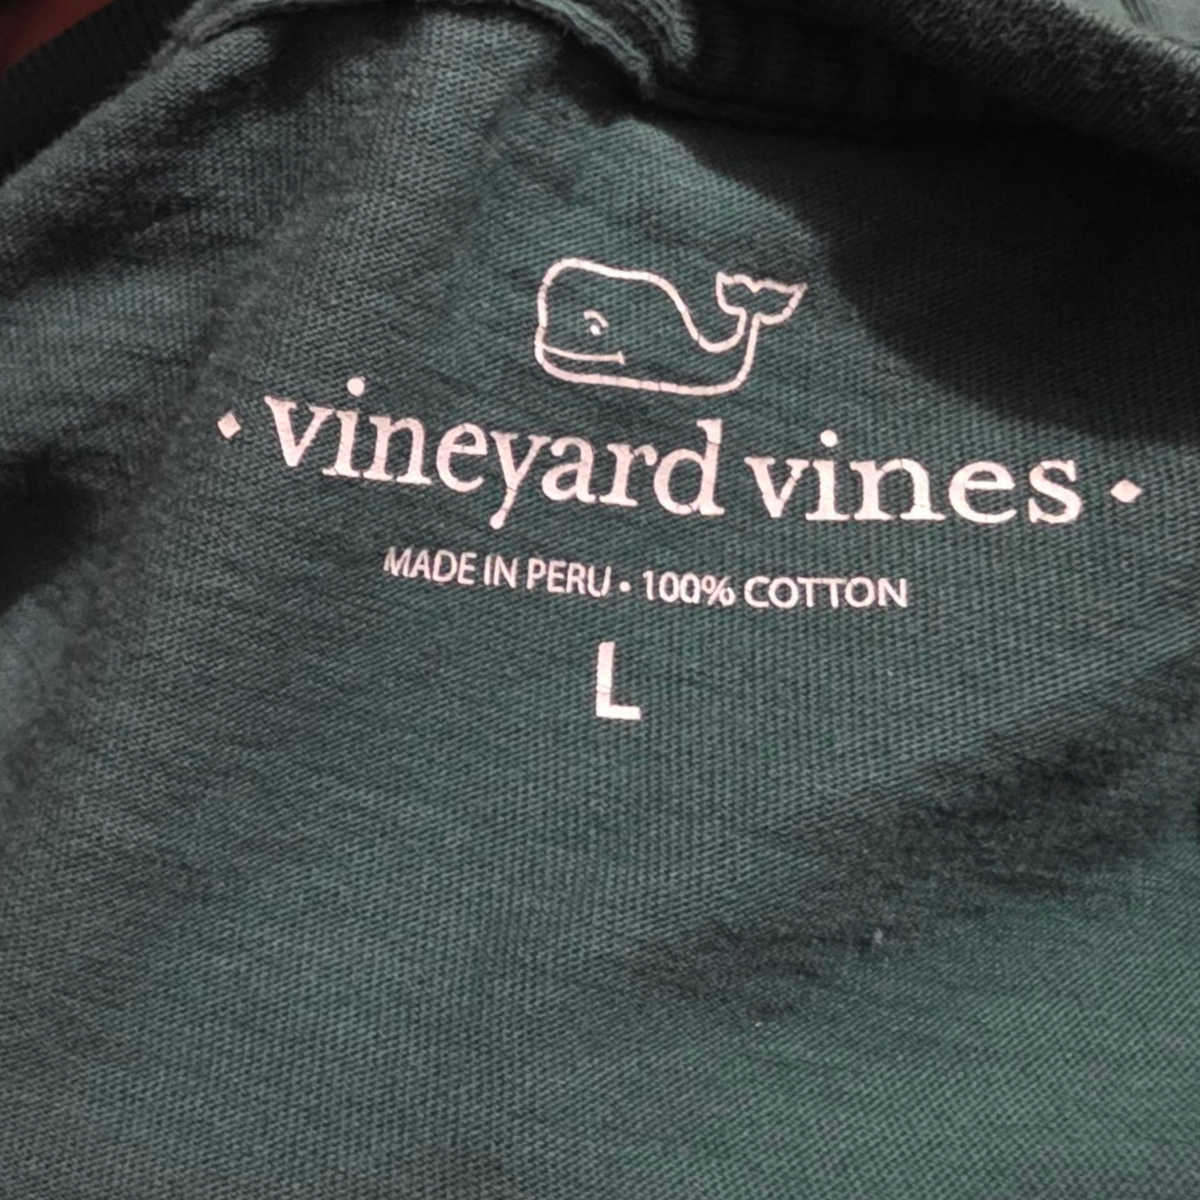 vineyard vines
MADE IN PERU • 100% COTTON
L